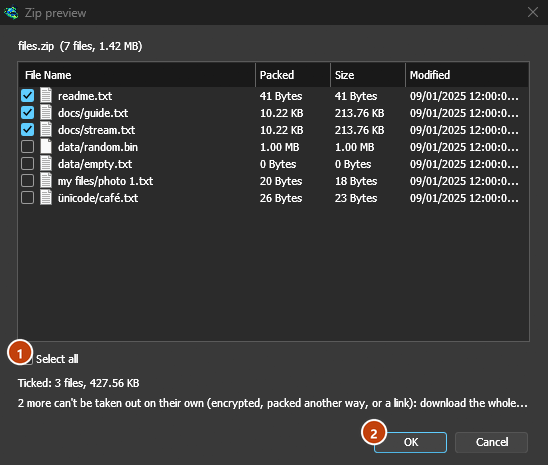 Zip preview
files.zip (7 files, 1.42 MB)
File Name Packed Size Modified
readme.txt 41 Bytes 41 Bytes 09/01/2025 12:00:0...
docs/guide.txt 10.22 KB 213.76 KB 09/01/2025 12:00:0...
docs/stream.txt 10.22 KB 213.76 KB 09/01/2025 12:00:0...
data/random.bin 1.00 MB 1.00 MB 09/01/2025 12:00:0...
data/empty.txt 0 Bytes 0 Bytes 09/01/2025 12:00:0...
my files/photo 1.txt 20 Bytes 18 Bytes 09/01/2025 12:00:0...
ünicode/café.txt 26 Bytes 23 Bytes 09/01/2025 12:00:0...
1 Select all
Ticked: 3 files, 427.56 KB
2 more can't be taken out on their own (encrypted, packed another way, or a link): download the whole...
2 OK Cancel